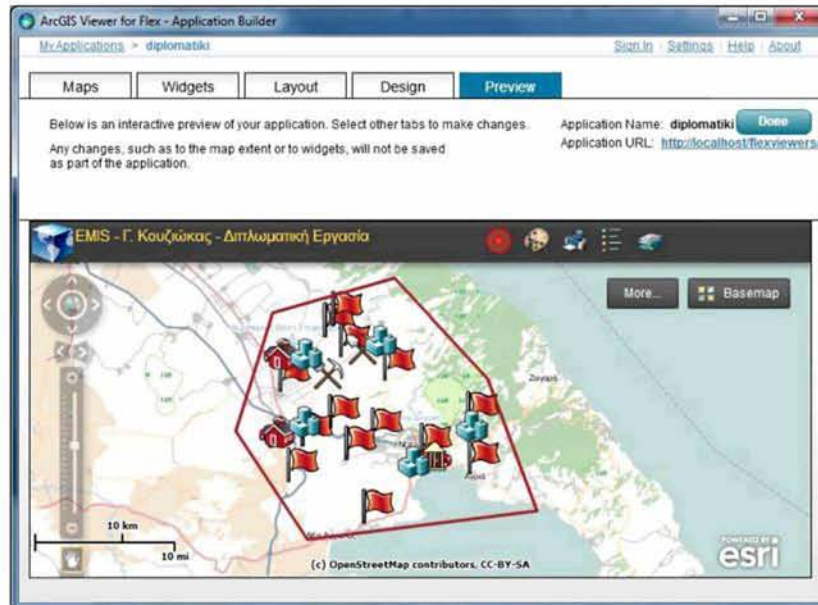 ArcGIS Viewer for Flex - Application Builder
My Applications > diplomatiki
Sign In Settings Help About
Maps Widgets Layout Design Preview
Below is an interactive preview of your application. Select other tabs to make changes.
Any changes, such as to the map extent or to widgets, will not be saved
as part of the application.
Application Name: diplomatiki Done
Application URL: http://localhost/flexviewers/
EMIS - Γ. Κουζιώκας - Διπλωματική Εργασία
More... Basemap
Ζαγορά
Αγριά
10 km
10 mi
(c) OpenStreetMap contributors, CC-BY-SA
POWERED BY
esri